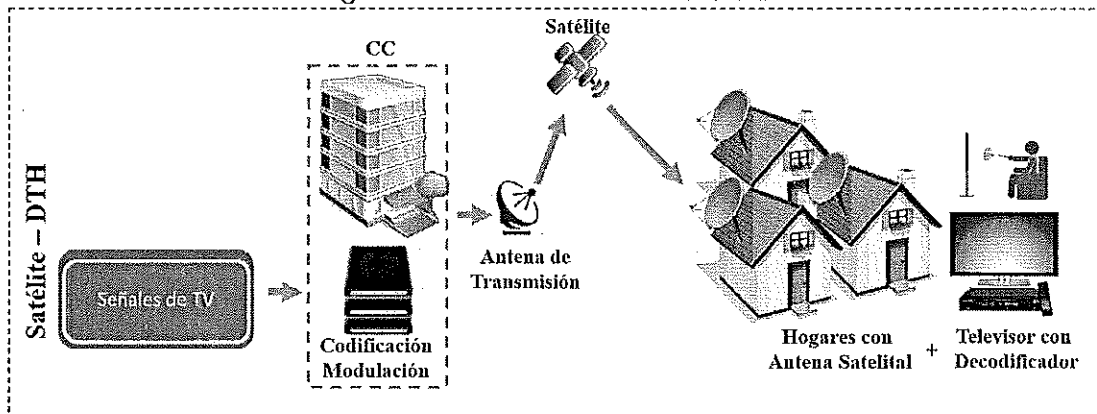 Satélite – DTH
Señales de TV
CC
Codificación
Modulación
Antena de
Transmisión
Satélite
Hogares con
Antena Satelital
+
Televisor con
Decodificador